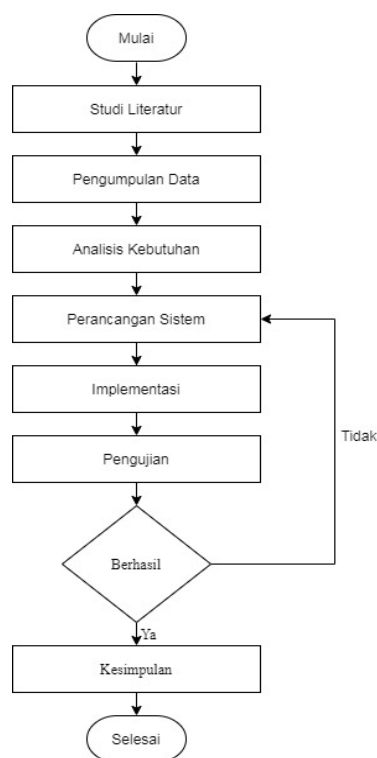 Mulai
Studi Literatur
Pengumpulan Data
Analisis Kebutuhan
Perancangan Sistem
Implementasi
Pengujian
Tidak
Berhasil
Ya
Kesimpulan
Selesai